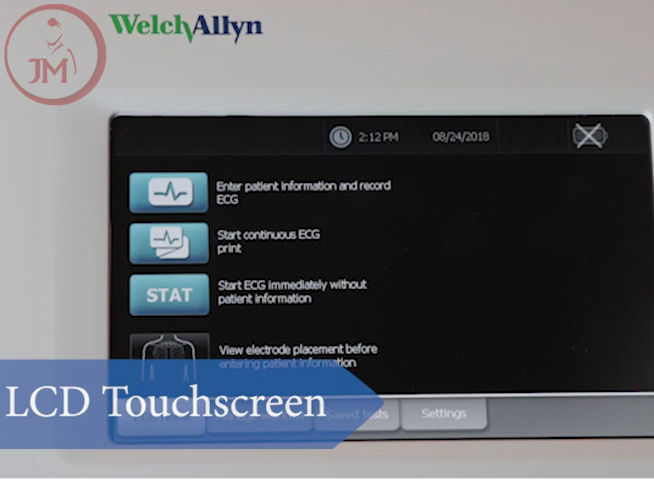 WelchAllyn
JM
2:12 PM 08/24/2018
Enter patient information and record
ECG
Start continuous ECG
print
STAT
Start ECG immediately without
patient information
View electrode placement before
entering patient information
LCD Touchscreen
Saved tests
Settings